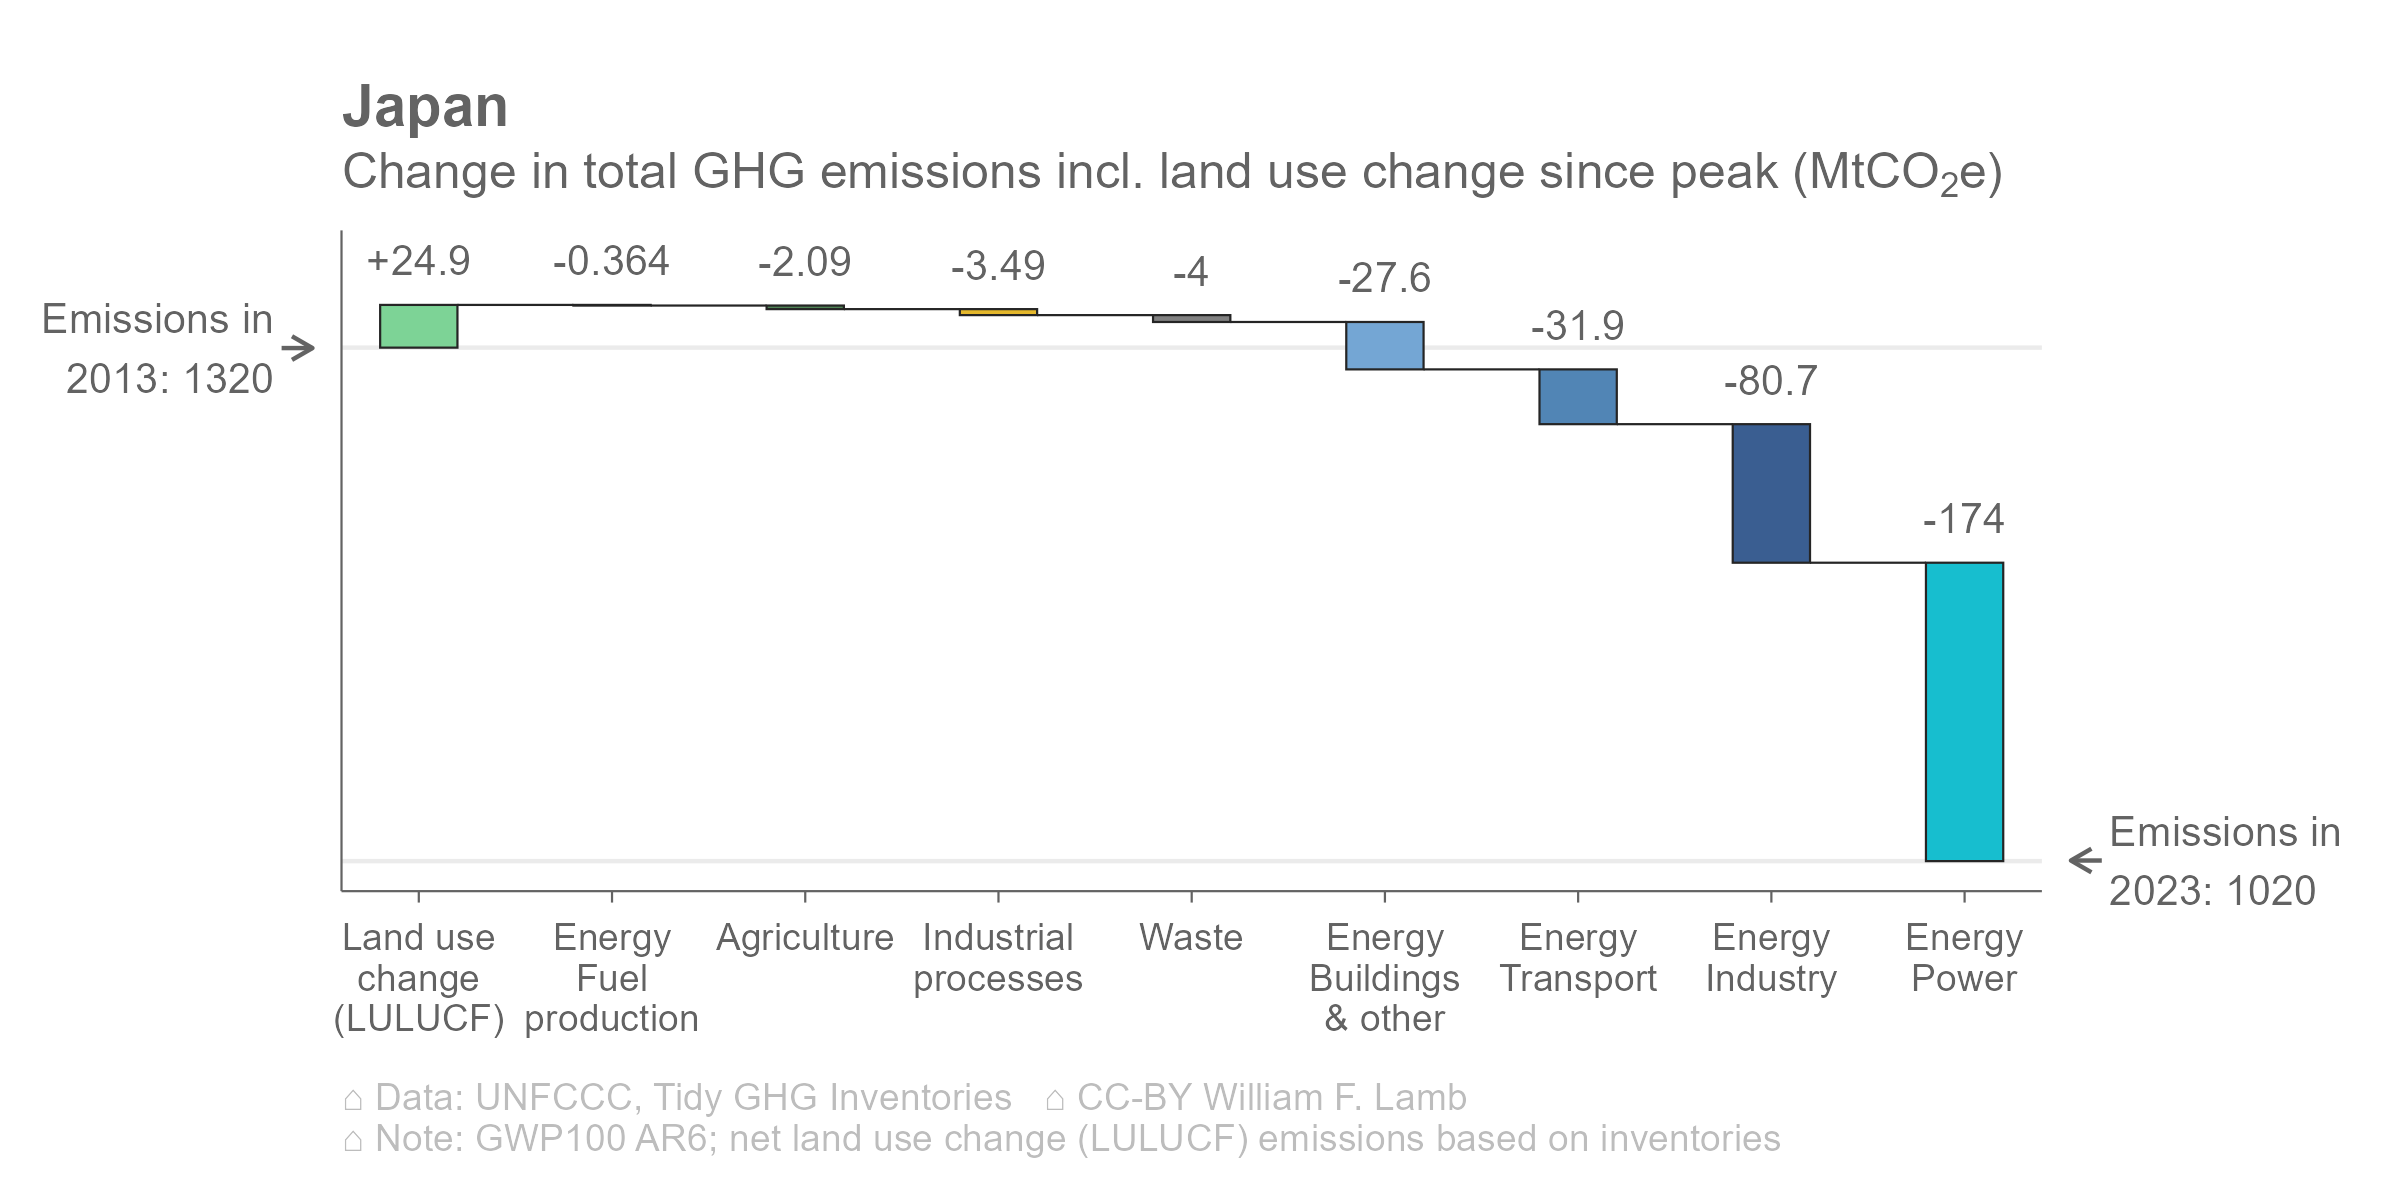 Japan
Change in total GHG emissions incl. land use change since peak (MtCO₂e)
+24.9
-0.364
-2.09
-3.49
-4
-27.6
-31.9
-80.7
-174
Emissions in
2013: 1320
Emissions in
2023: 1020
Land use
change
(LULUCF)
Energy
Fuel
production
Agriculture
Industrial
processes
Waste
Energy
Buildings
& other
Energy
Transport
Energy
Industry
Energy
Power
⌂ Data: UNFCCC, Tidy GHG Inventories ⌂ CC-BY William F. Lamb
⌂ Note: GWP100 AR6; net land use change (LULUCF) emissions based on inventories